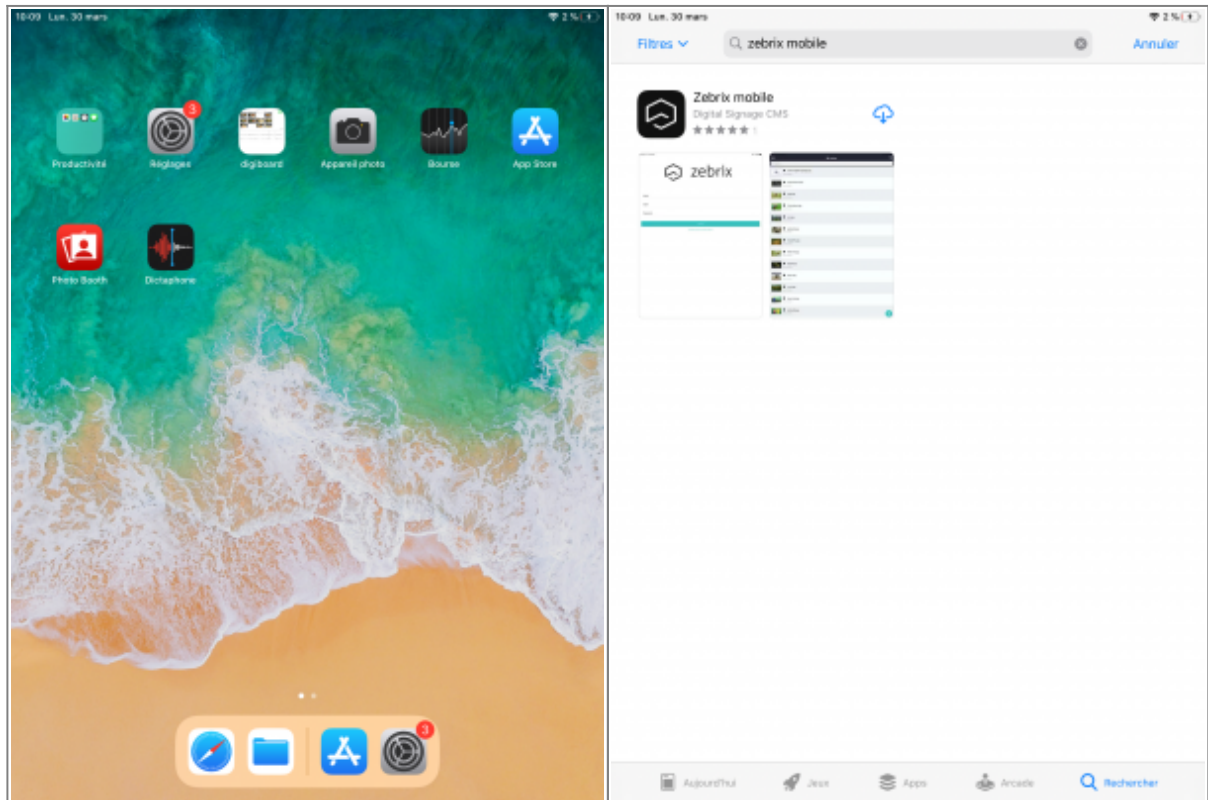 10:09 Lun. 30 mars
2 %
3
Productivité
Réglages
digiboard
Appareil photo
Bourse
App Store
Photo Booth
Dictaphone
3
10:09 Lun. 30 mars
2 %
Filtres
zebrix mobile
Annuler
Zebrix mobile
Digital Signage CMS
zebrix
Aujourd'hui
Jeux
Apps
Arcade
Rechercher